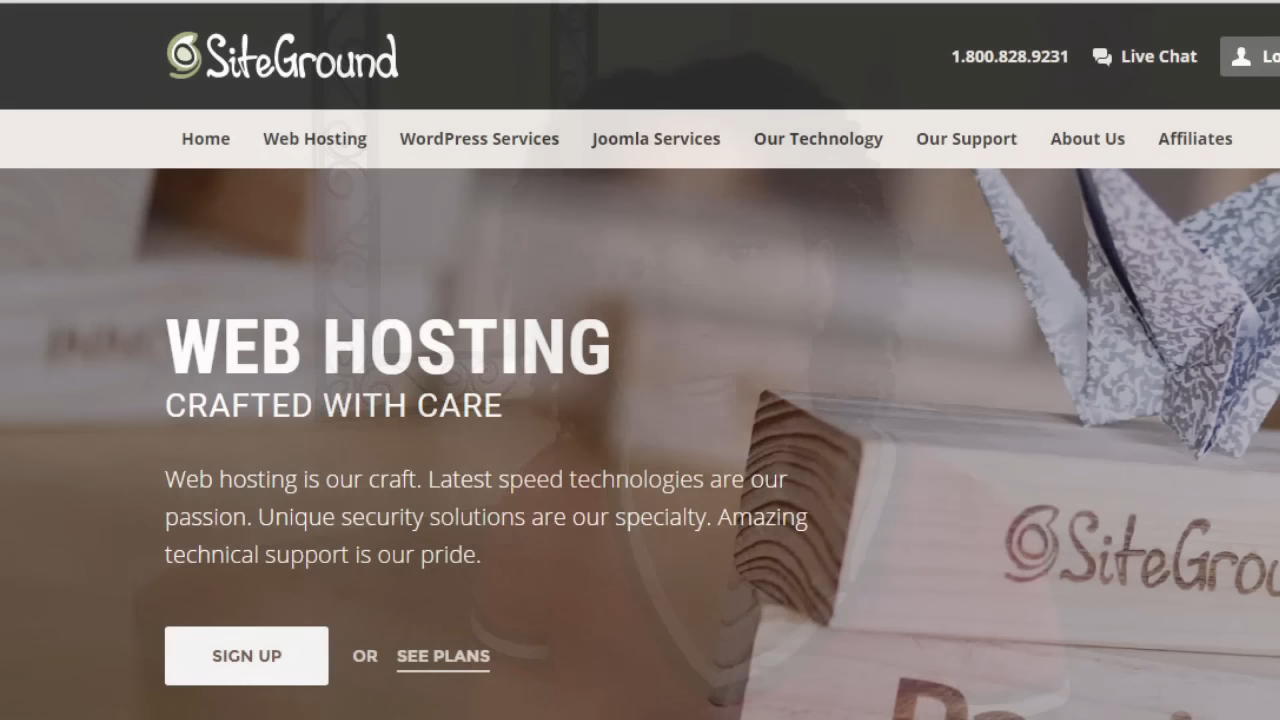 SiteGround
1.800.828.9231 Live Chat
Home Web Hosting WordPress Services Joomla Services Our Technology Our Support About Us Affiliates
WEB HOSTING
CRAFTED WITH CARE
Web hosting is our craft. Latest speed technologies are our
passion. Unique security solutions are our specialty. Amazing
technical support is our pride.
SiteGrou
SIGN UP OR SEE PLANS